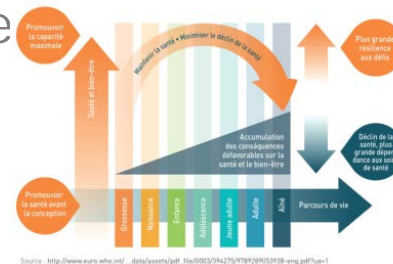 e
Promouvoir
la capacité
maximale
Santé et bien-être
Maintenir la santé • Minimiser le déclin de la santé
Plus grande
résilience
aux défis
Accumulation
des conséquences
défavorables sur la
santé et le bien-être
Déclin de la
santé, plus
grande dépen-
dance aux soins
de santé
Promouvoir
la santé avant
la conception
Grossesse
Naissance
Enfance
Adolescence
Jeune adulte
Adulte
Aîné
Parcours de vie
Source : http://www.euro.who.int/__data/assets/pdf_file/0003/394275/9789289053938-eng.pdf?ua=1